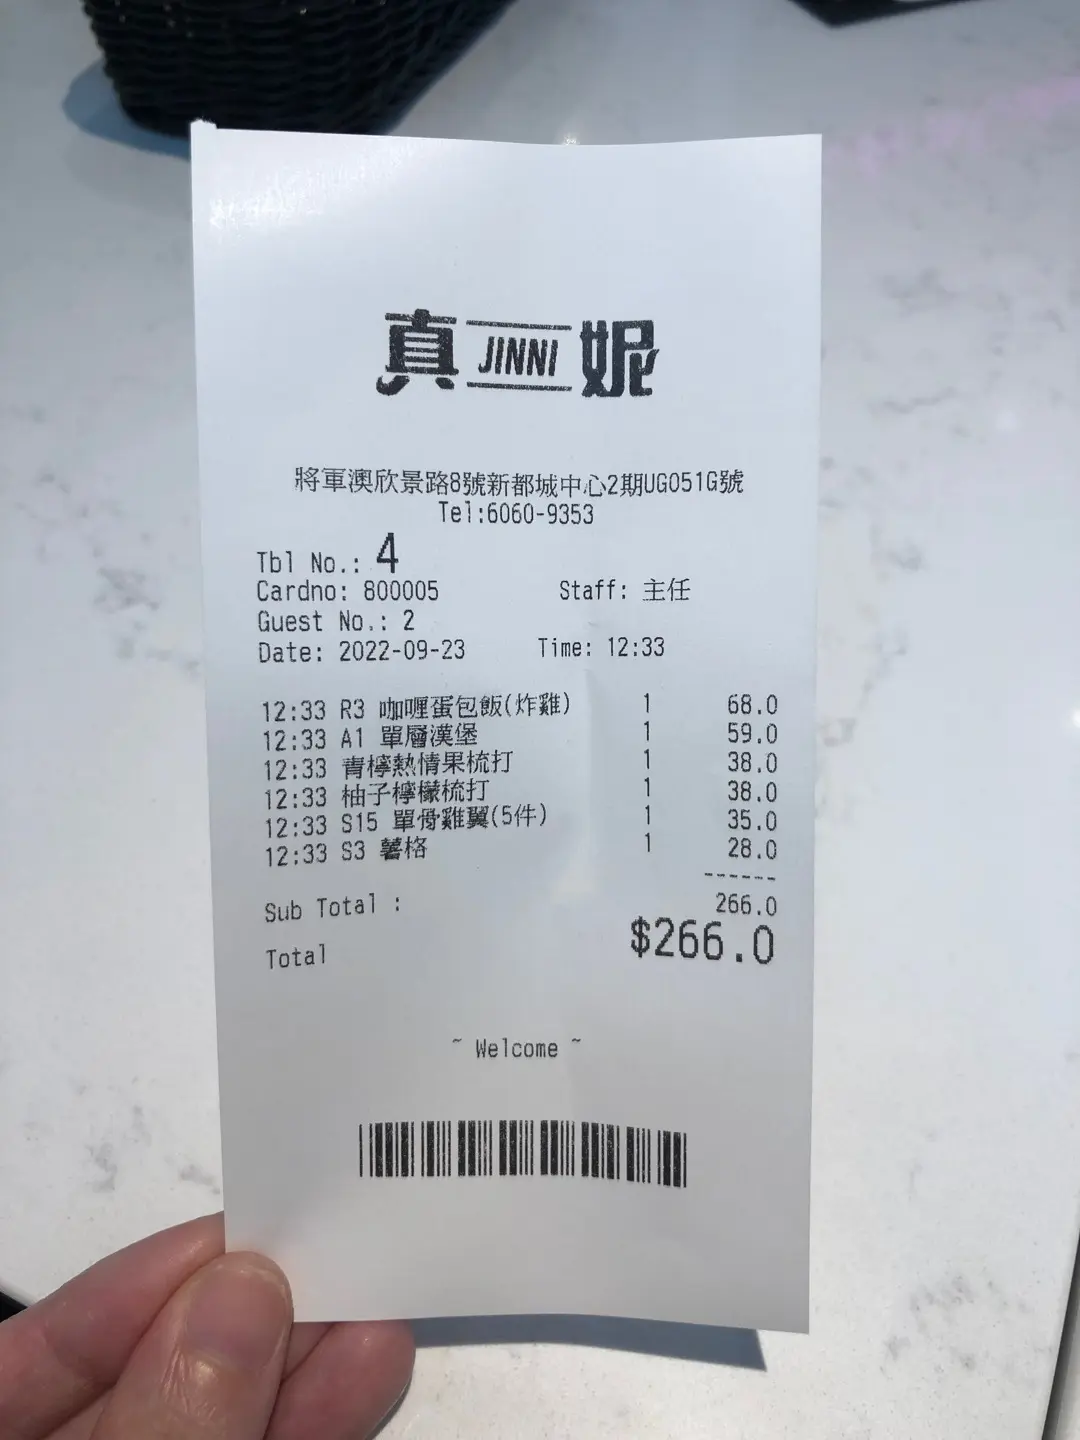 真 JINNI 妮
將軍澳欣景路8號新都城中心2期UG051G號
Tel:6060-9353
Tbl No.: 4
Cardno: 800005 Staff: 主任
Guest No.: 2
Date: 2022-09-23 Time: 12:33
12:33 R3 咖喱蛋包飯(炸雞) 1 68.0
12:33 A1 單層漢堡 1 59.0
12:33 青檸熱情果梳打 1 38.0
12:33 柚子檸檬梳打 1 38.0
12:33 S15 單骨雞翼(5件) 1 35.0
12:33 S3 薯格 1 28.0
------
Sub Total : 266.0
Total $266.0
~ Welcome ~